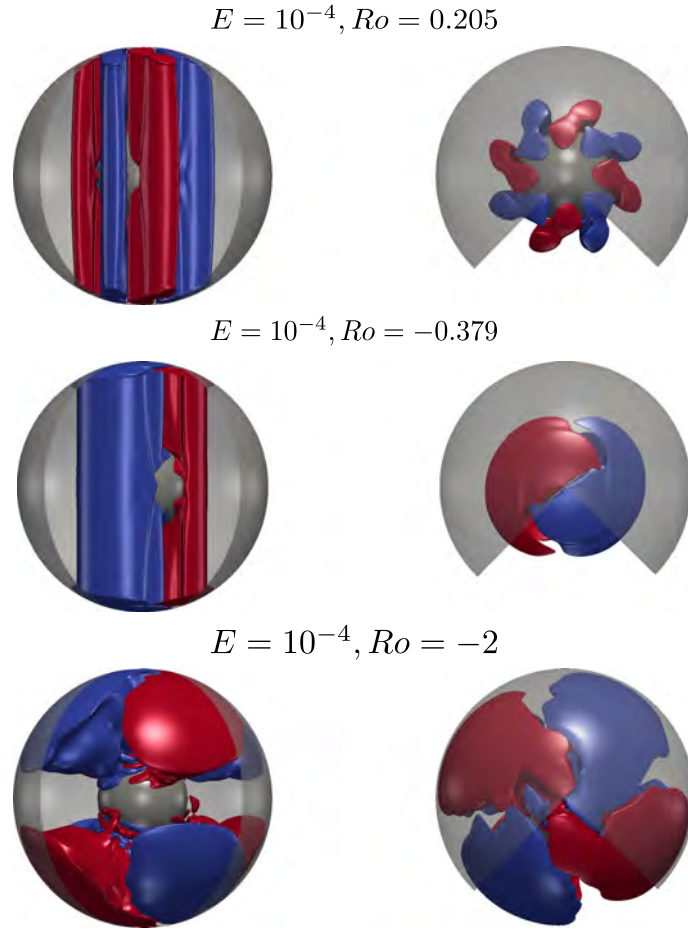 E = 10⁻⁴, Ro = 0.205
E = 10⁻⁴, Ro = −0.379
E = 10⁻⁴, Ro = −2